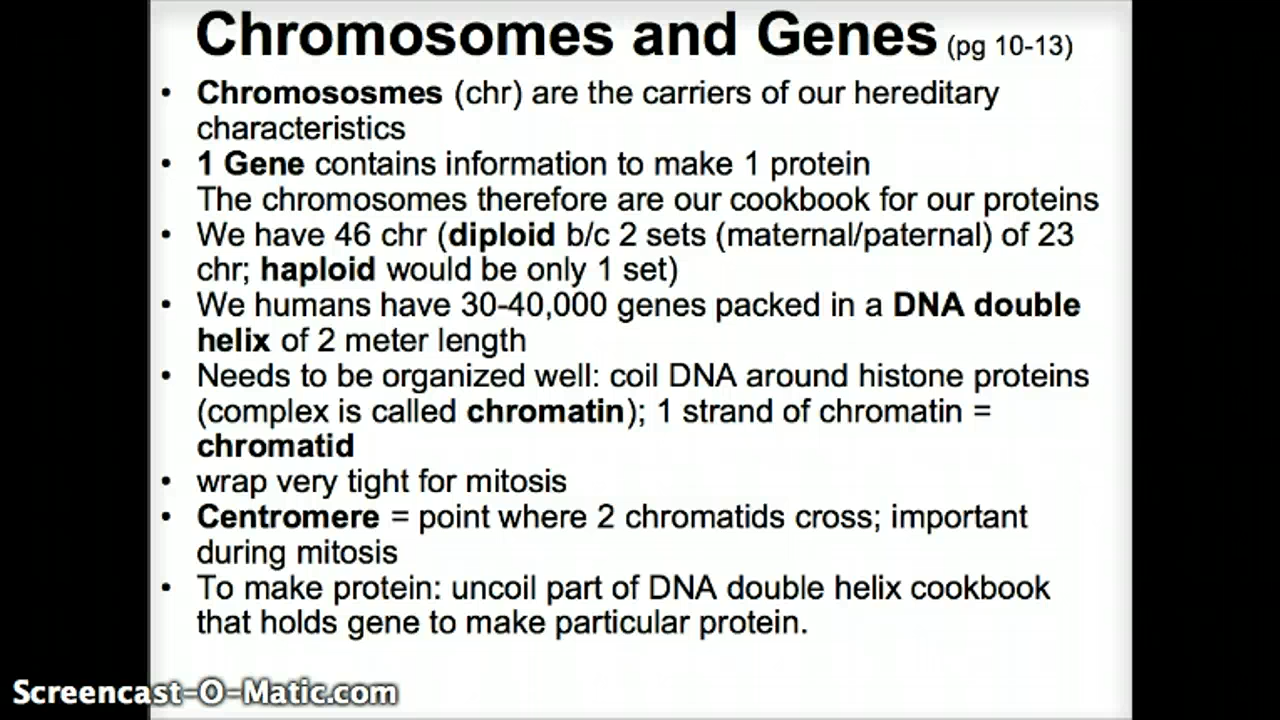 Chromosomes and Genes (pg 10-13)
• Chromososmes (chr) are the carriers of our hereditary
characteristics
• 1 Gene contains information to make 1 protein
The chromosomes therefore are our cookbook for our proteins
• We have 46 chr (diploid b/c 2 sets (maternal/paternal) of 23
chr; haploid would be only 1 set)
• We humans have 30-40,000 genes packed in a DNA double
helix of 2 meter length
• Needs to be organized well: coil DNA around histone proteins
(complex is called chromatin); 1 strand of chromatin =
chromatid
• wrap very tight for mitosis
• Centromere = point where 2 chromatids cross; important
during mitosis
• To make protein: uncoil part of DNA double helix cookbook
that holds gene to make particular protein.
Screencast-O-Matic.com